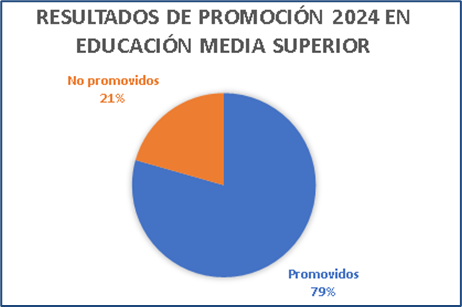 RESULTADOS DE PROMOCIÓN 2024 EN
EDUCACIÓN MEDIA SUPERIOR
No promovidos
21%
Promovidos
79%